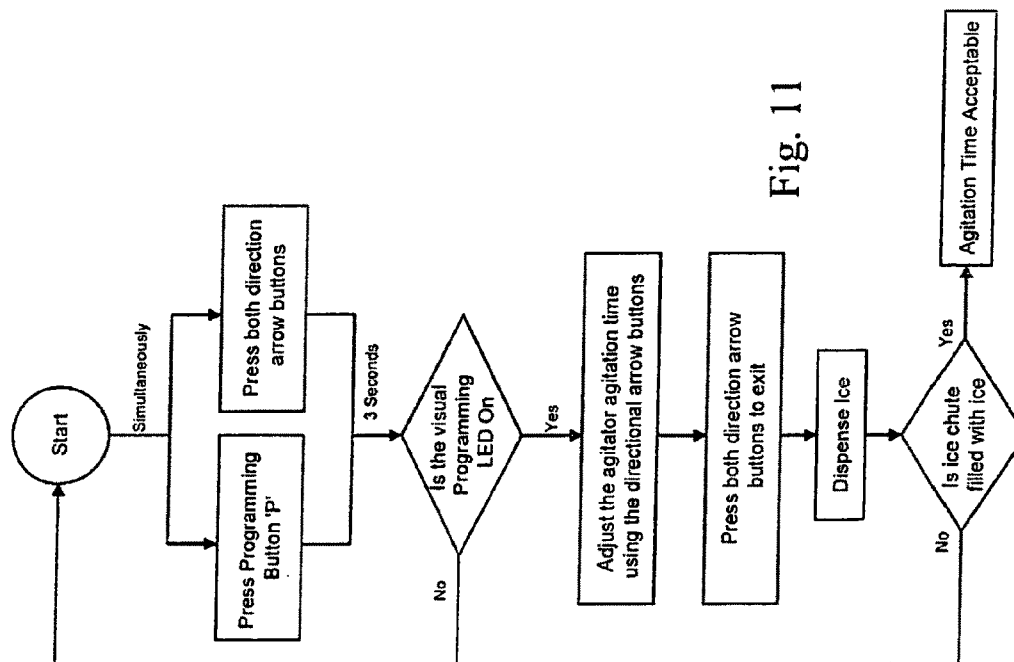 Start
Simultaneously
Press Programming
Button 'P'
Press both direction
arrow buttons
3 Seconds
Is the visual
Programming
LED On
No
Yes
Adjust the agitator agitation time
using the directional arrow buttons
Press both direction arrow
buttons to exit
Dispense Ice
Is ice chute
filled with ice
No
Yes
Agitation Time Acceptable
Fig. 11